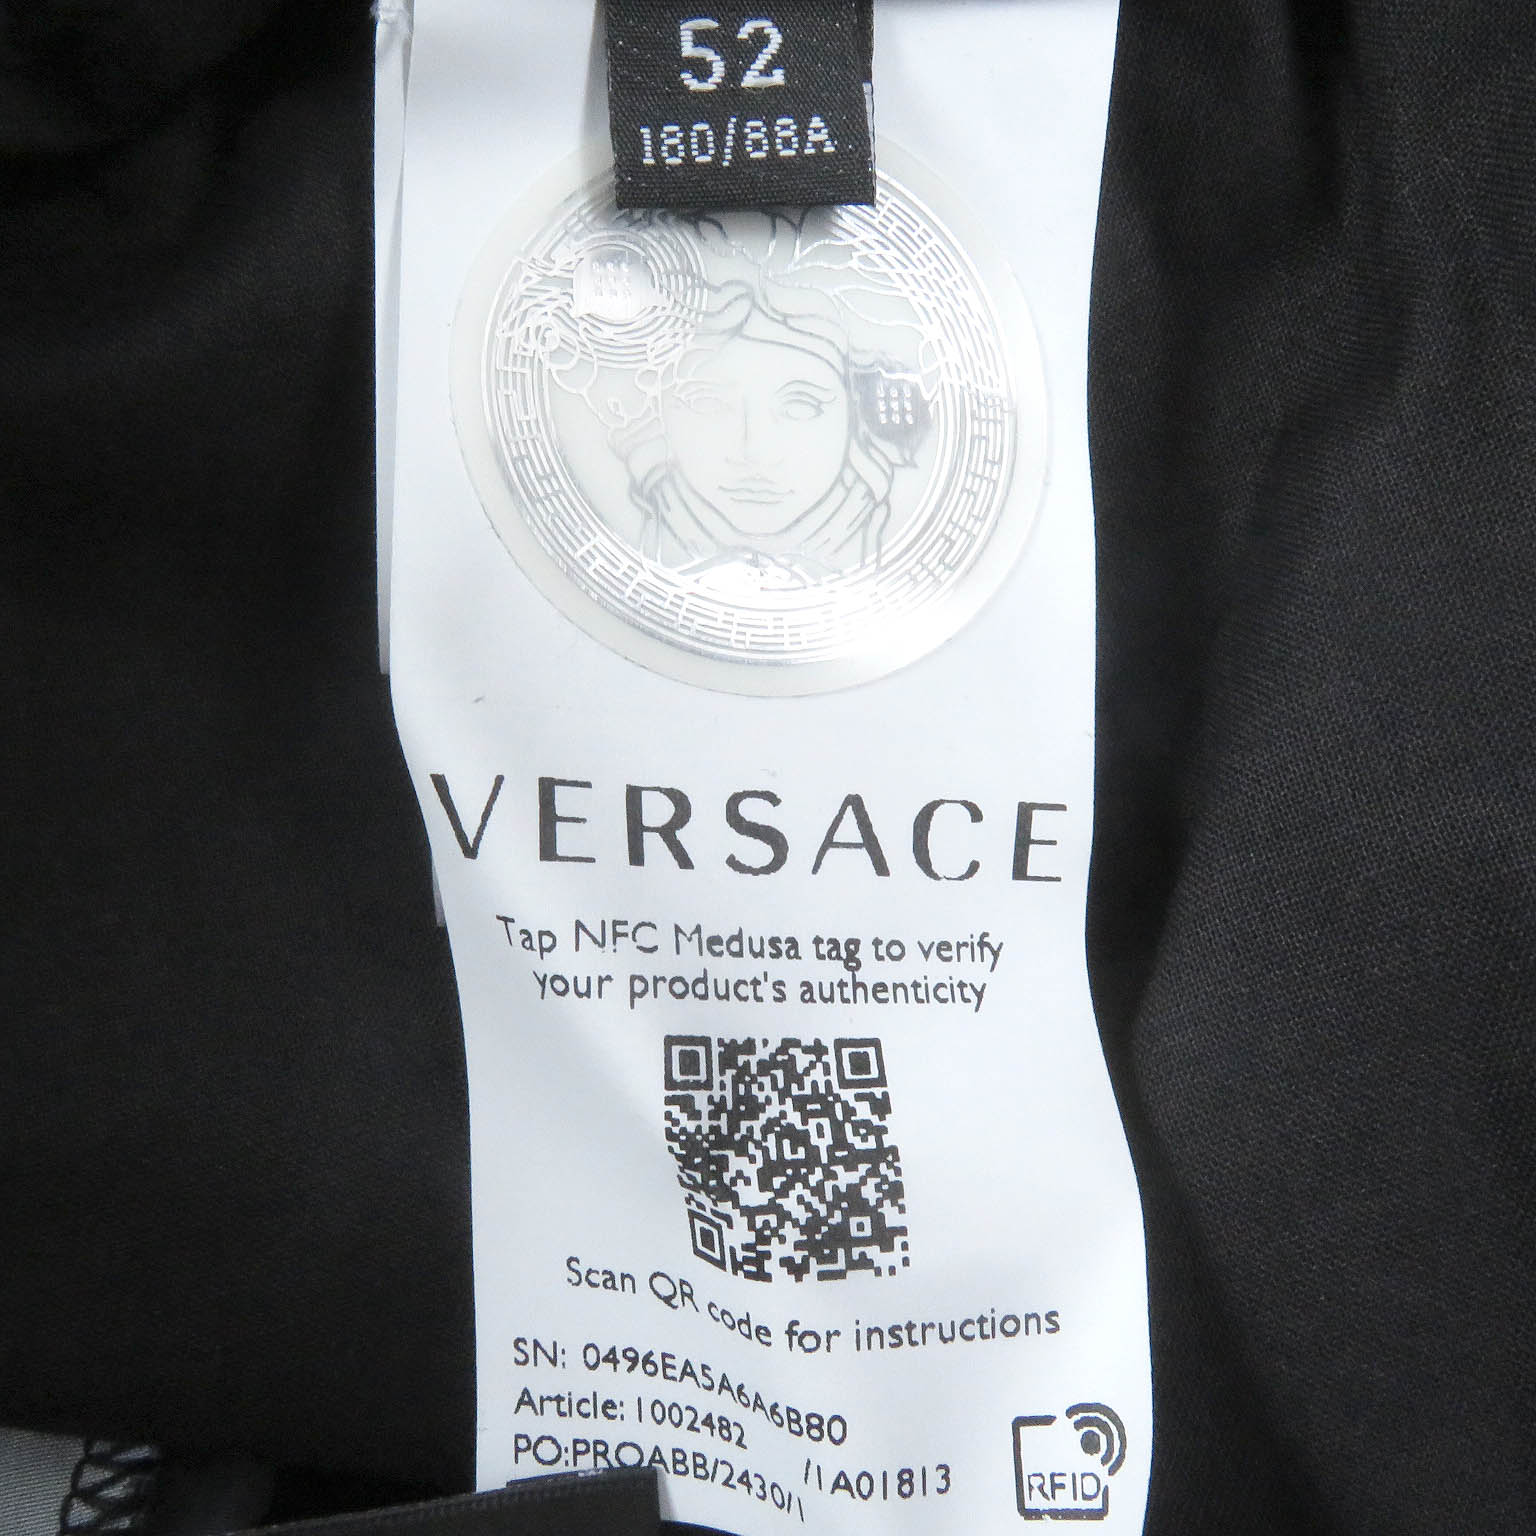 52
180/88A
VERSACE
Tap NFC Medusa tag to verify
your product's authenticity
Scan QR code for instructions
SN: 0496EA5A6A6B80
Article: 1002482
PO:PROABB/2430/1 /1A01813
RFID